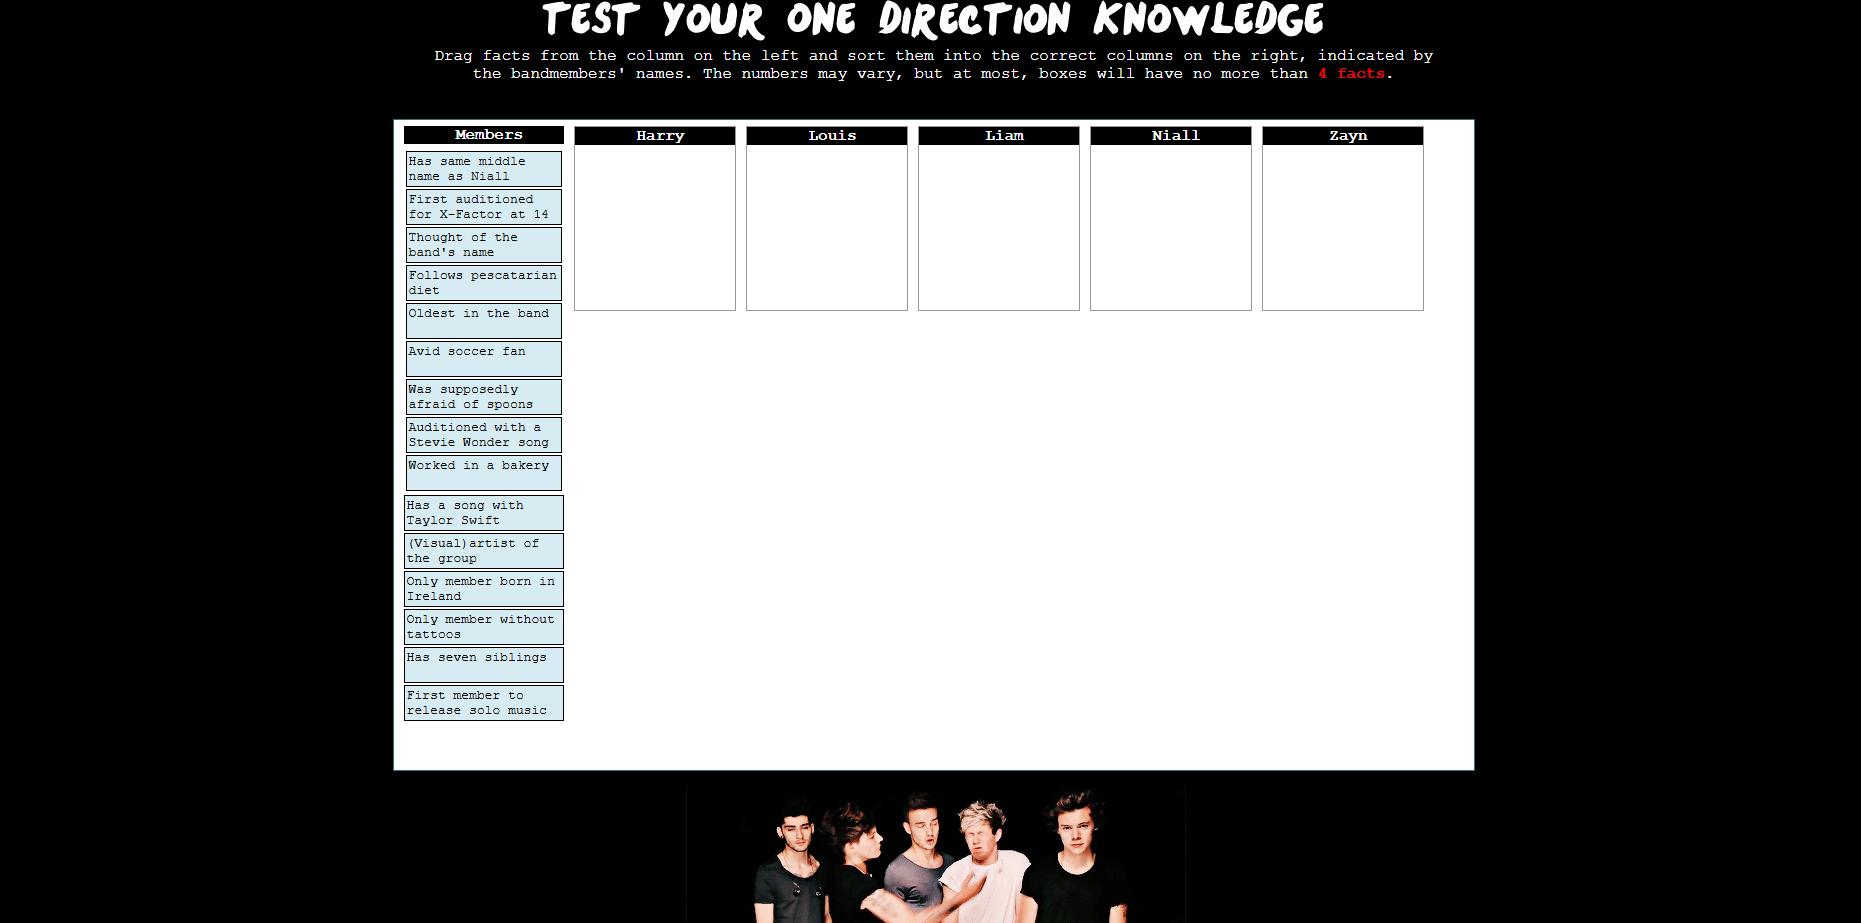 TEST YOUR ONE DIRECTION KNOWLEDGE
Drag facts from the column on the left and sort them into the correct columns on the right, indicated by
the bandmembers' names. The numbers may vary, but at most, boxes will have no more than 4 facts.
Members
Harry
Louis
Liam
Niall
Zayn
Has same middle
name as Niall
First auditioned
for X-Factor at 14
Thought of the
band's name
Follows pescatarian
diet
Oldest in the band
Avid soccer fan
Was supposedly
afraid of spoons
Auditioned with a
Stevie Wonder song
Worked in a bakery
Has a song with
Taylor Swift
(Visual)artist of
the group
Only member born in
Ireland
Only member without
tattoos
Has seven siblings
First member to
release solo music